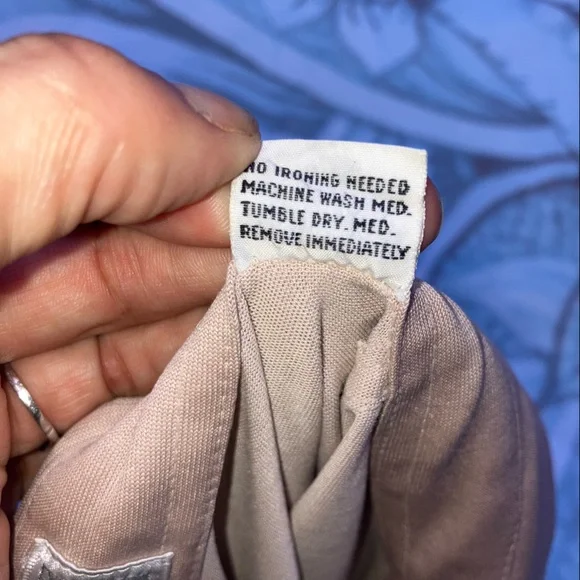 NO IRONING NEEDED
MACHINE WASH MED.
TUMBLE DRY. MED.
REMOVE IMMEDIATELY